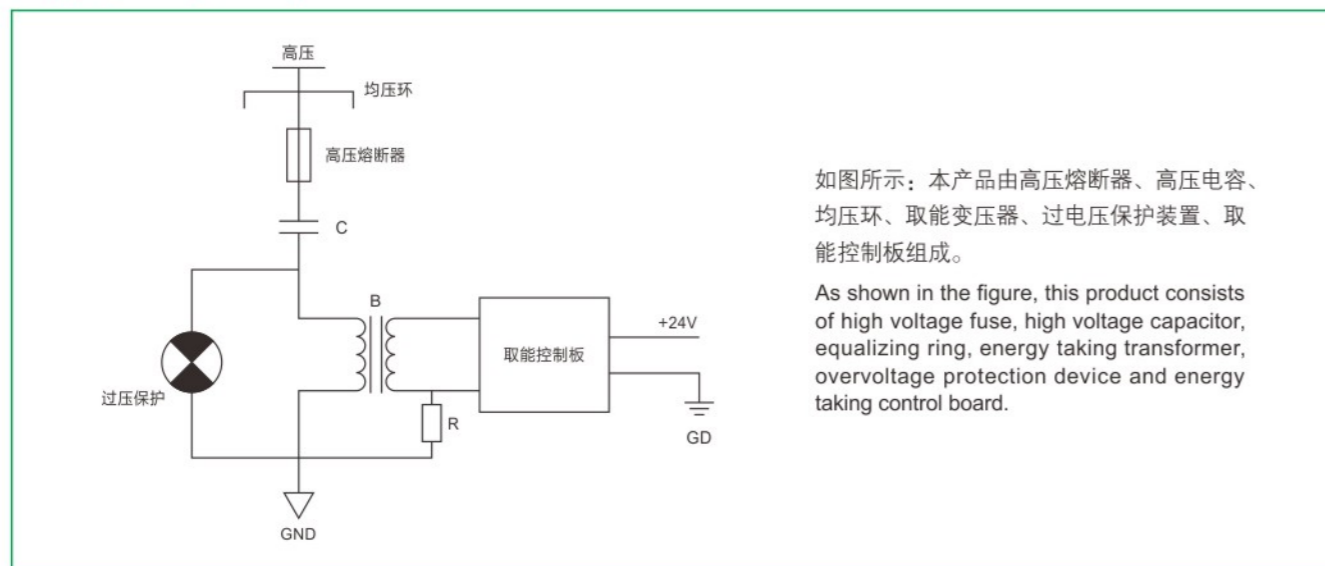 高压
均压环
高压熔断器
C
B
+24V
取能控制板
过压保护
R
GD
GND
如图所示：本产品由高压熔断器、高压电容、
均压环、取能变压器、过电压保护装置、取
能控制板组成。
As shown in the figure, this product consists
of high voltage fuse, high voltage capacitor,
equalizing ring, energy taking transformer,
overvoltage protection device and energy
taking control board.